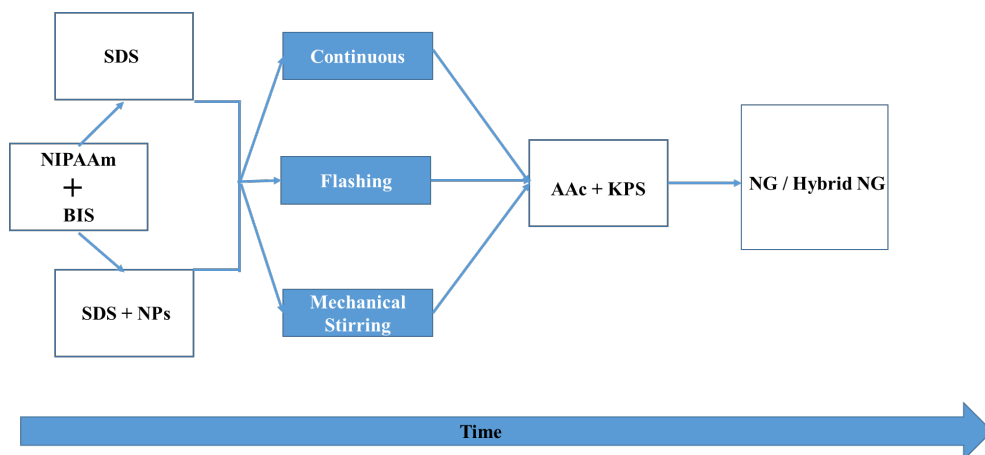 SDS
NIPAAm
+
BIS
SDS + NPs
Continuous
Flashing
Mechanical
Stirring
AAc + KPS
NG / Hybrid NG
Time